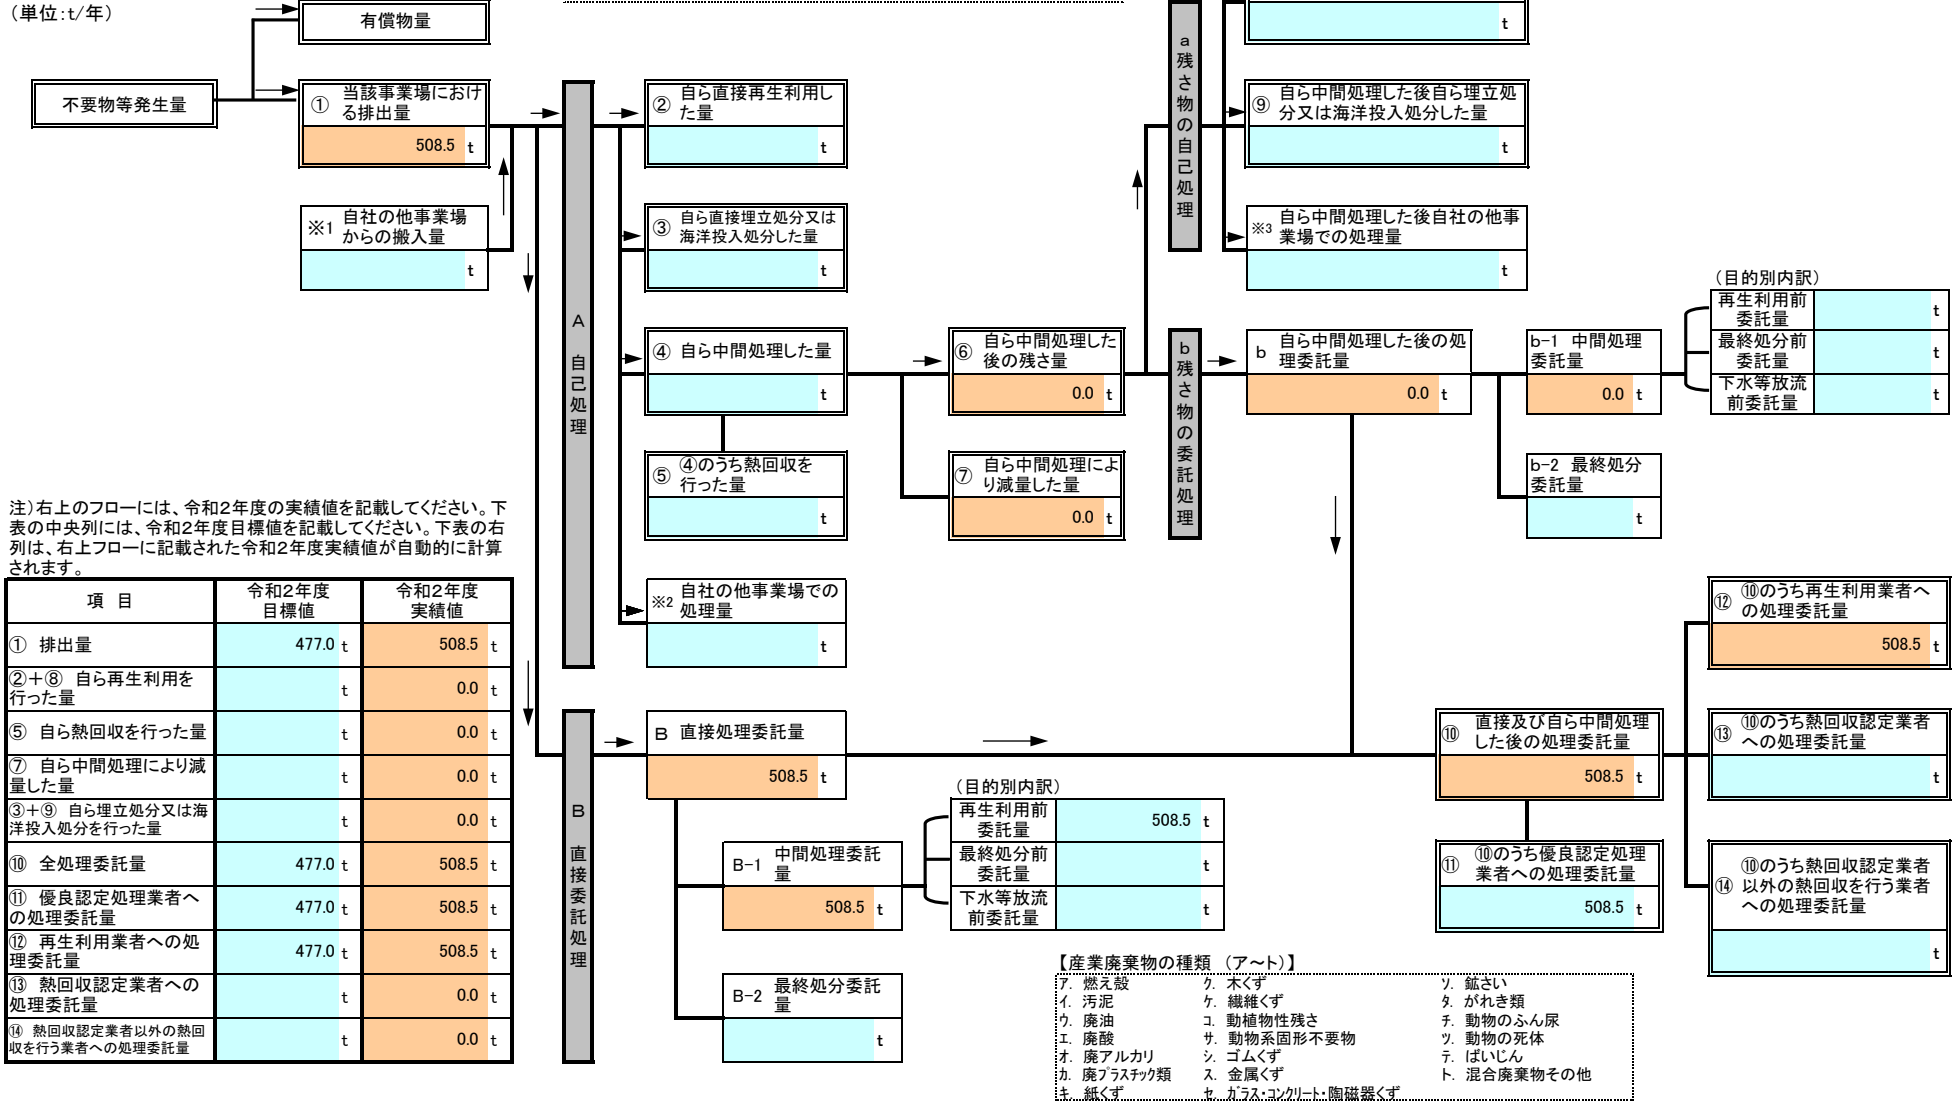 （単位：t/年）
有償物量
t
不要物等発生量
① 当該事業場におけ
る排出量
508.5 t
※1 自社の他事業場
からの搬入量
t
A 自己処理
② 自ら直接再生利用し
た量
t
③ 自ら直接埋立処分又は
海洋投入処分した量
t
④ 自ら中間処理した量
t
⑤ ④のうち熱回収を
行った量
t
※2 自社の他事業場での
処理量
t
⑥ 自ら中間処理した
後の残さ量
0.0 t
⑦ 自ら中間処理によ
り減量した量
0.0 t
a 残さ物の自己処理
⑨ 自ら中間処理した後自ら埋立処
分又は海洋投入処分した量
t
※3 自ら中間処理した後自社の他事
業場での処理量
t
b 残さ物の委託処理
b 自ら中間処理した後の処
理委託量
0.0 t
b-1 中間処理
委託量
0.0 t
b-2 最終処分
委託量
t
（目的別内訳）
再生利用前
委託量
t
最終処分前
委託量
t
下水等放流
前委託量
t
注）右上のフローには、令和２年度の実績値を記載してください。下
表の中央列には、令和２年度目標値を記載してください。下表の右
列は、右上フローに記載された令和２年度実績値が自動的に計算
されます。
項 目
令和２年度
目標値
令和２年度
実績値
① 排出量 477.0 t 508.5 t
②＋⑧ 自ら再生利用を
行った量 t 0.0 t
⑤ 自ら熱回収を行った量 t 0.0 t
⑦ 自ら中間処理により減
量した量 t 0.0 t
③＋⑨ 自ら埋立処分又は海
洋投入処分を行った量 t 0.0 t
⑩ 全処理委託量 477.0 t 508.5 t
⑪ 優良認定処理業者へ
の処理委託量 477.0 t 508.5 t
⑫ 再生利用業者への処
理委託量 477.0 t 508.5 t
⑬ 熱回収認定業者への
処理委託量 t 0.0 t
⑭ 熱回収認定業者以外の熱回
収を行う業者への処理委託量 t 0.0 t
B 直接委託処理
B 直接処理委託量
508.5 t
B-1 中間処理委託
量
508.5 t
B-2 最終処分委託
量
t
（目的別内訳）
再生利用前
委託量
508.5 t
最終処分前
委託量
t
下水等放流
前委託量
t
⑩ 直接及び自ら中間処理
した後の処理委託量
508.5 t
⑪ ⑩のうち優良認定処理
業者への処理委託量
508.5 t
⑫ ⑩のうち再生利用業者へ
の処理委託量
508.5 t
⑬ ⑩のうち熱回収認定業者
への処理委託量
t
⑭ ⑩のうち熱回収認定業者
以外の熱回収を行う業者
への処理委託量
t
【産業廃棄物の種類 （ア～ト）】
ア. 燃え殻 ク. 木くず ソ. 鉱さい
イ. 汚泥 ケ. 繊維くず タ. がれき類
ウ. 廃油 コ. 動植物性残さ チ. 動物のふん尿
エ. 廃酸 サ. 動物系固形不要物 ツ. 動物の死体
オ. 廃アルカリ シ. ゴムくず テ. ばいじん
カ. 廃プラスチック類 ス. 金属くず ト. 混合廃棄物その他
キ. 紙くず セ. ガラス・コンクリート・陶磁器くず